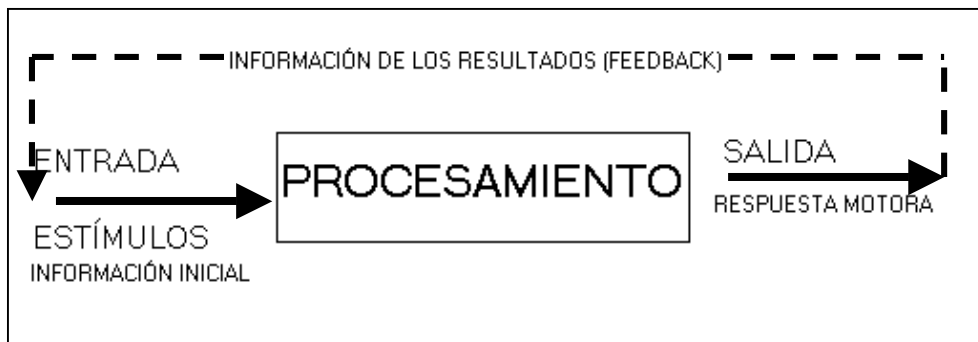 INFORMACIÓN DE LOS RESULTADOS (FEEDBACK)
ENTRADA
ESTÍMULOS
INFORMACIÓN INICIAL
PROCESAMIENTO
SALIDA
RESPUESTA MOTORA